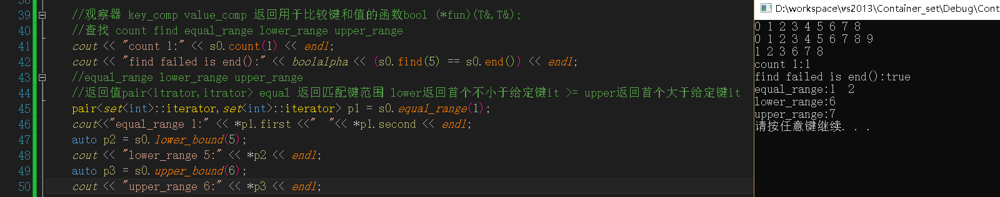 39 //观察器 key_comp value_comp 返回用于比较键和值的函数bool (*fun)(T&,T&);
40 //查找 count find equal_range lower_range upper_range
41 cout << "count 1:" << s0.count(1) << endl;
42 cout << "find failed is end():" << boolalpha << (s0.find(5) == s0.end()) << endl;
43 //equal_range lower_range upper_range
44 //返回值pair<itrator,itrator> equal 返回匹配键范围 lower返回首个不小于给定键it >= upper返回首个大于给定键it
45 pair<set<int>::iterator,set<int>::iterator> p1 = s0.equal_range(1);
46 cout<<"equal_range 1:" << *p1.first <<"  "<< *p1.second << endl;
47 auto p2 = s0.lower_bound(5);
48 cout << "lower_range 5:" << *p2 << endl;
49 auto p3 = s0.upper_bound(6);
50 cout << "upper_range 6:" << *p3 << endl;
D:\workspace\vs2013\Container_set\Debug\Cont
0 1 2 3 4 5 6 7 8
0 1 2 3 4 5 6 7 8 9
1 2 3 6 7 8
count 1:1
find failed is end():true
equal_range:1  2
lower_range:6
upper_range:7
请按任意键继续. . .